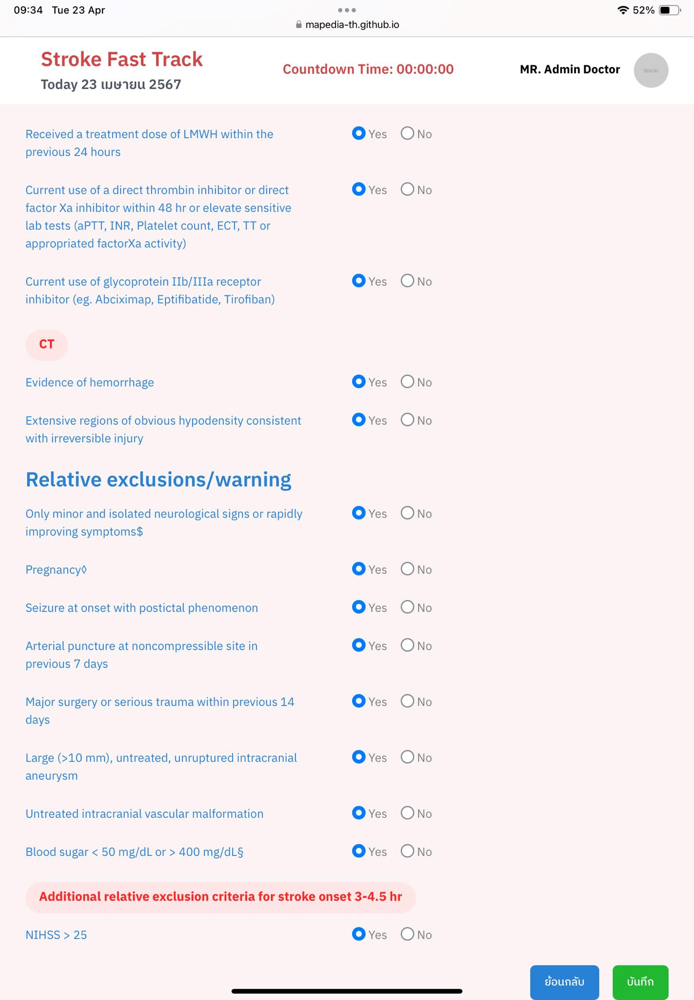 09:34 Tue 23 Apr
52%
mapedia-th.github.io
Stroke Fast Track
Today 23 เมษายน 2567
Countdown Time: 00:00:00
MR. Admin Doctor
100x100
Received a treatment dose of LMWH within the
previous 24 hours
Yes No
Current use of a direct thrombin inhibitor or direct
factor Xa inhibitor within 48 hr or elevate sensitive
lab tests (aPTT, INR, Platelet count, ECT, TT or
appropriated factorXa activity)
Yes No
Current use of glycoprotein IIb/IIIa receptor
inhibitor (eg. Abciximap, Eptifibatide, Tirofiban)
Yes No
CT
Evidence of hemorrhage
Yes No
Extensive regions of obvious hypodensity consistent
with irreversible injury
Yes No
Relative exclusions/warning
Only minor and isolated neurological signs or rapidly
improving symptoms$
Yes No
Pregnancy◊
Yes No
Seizure at onset with postictal phenomenon
Yes No
Arterial puncture at noncompressible site in
previous 7 days
Yes No
Major surgery or serious trauma within previous 14
days
Yes No
Large (>10 mm), untreated, unruptured intracranial
aneurysm
Yes No
Untreated intracranial vascular malformation
Yes No
Blood sugar < 50 mg/dL or > 400 mg/dL§
Yes No
Additional relative exclusion criteria for stroke onset 3-4.5 hr
NIHSS > 25
Yes No
ย้อนกลับ
บันทึก